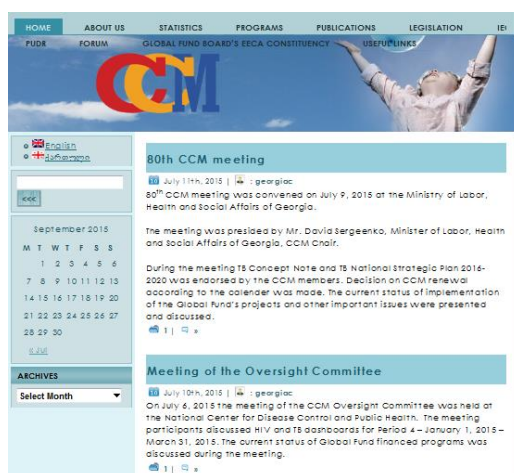 HOME ABOUT US STATISTICS PROGRAMS PUBLICATIONS LEGISLATION IE
PUDR FORUM GLOBAL FUND BOARD'S EECA CONSTITUENCY USEFUL LINKS
CCM
English
ქართული
<<<
September 2015
M T W T F S S
1 2 3 4 5 6
7 8 9 10 11 12 13
14 15 16 17 18 19 20
21 22 23 24 25 26 27
28 29 30
« Jul
ARCHIVES
Select Month
80th CCM meeting
July 11th, 2015 | : georgiac
80th CCM meeting was convened on July 9, 2015 at the Ministry of Labor,
Health and Social Affairs of Georgia.
The meeting was presided by Mr. David Sergeenko, Minister of Labor, Health
and Social Affairs of Georgia, CCM Chair.
During the meeting TB Concept Note and TB National Strategic Plan 2016-
2020 was endorsed by the CCM members. Decision on CCM renewal
according to the calender was made. The current status of implementation
of the Global Fund's projects and other important issues were presented
and discussed.
1 | »
Meeting of the Oversight Committee
July 10th, 2015 | : georgiac
On July 6, 2015 the meeting of the CCM Oversight Committee was held at
the National Center for Disease Control and Public Health. The meeting
participants discussed HIV and TB dashboards for Period 4 – January 1, 2015 –
March 31, 2015. The current status of Global Fund financed programs was
discussed during the meeting.
1 | »